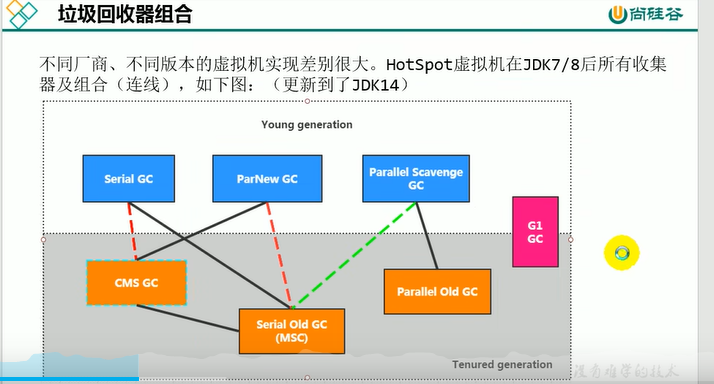 垃圾回收器组合
尚硅谷
不同厂商、不同版本的虚拟机实现差别很大。HotSpot虚拟机在JDK7/8后所有收集
器及组合（连线），如下图：（更新到了JDK14）
Young generation
Serial GC
ParNew GC
Parallel Scavenge
GC
G1
GC
CMS GC
Parallel Old GC
Serial Old GC
(MSC)
Tenured generation
的技术